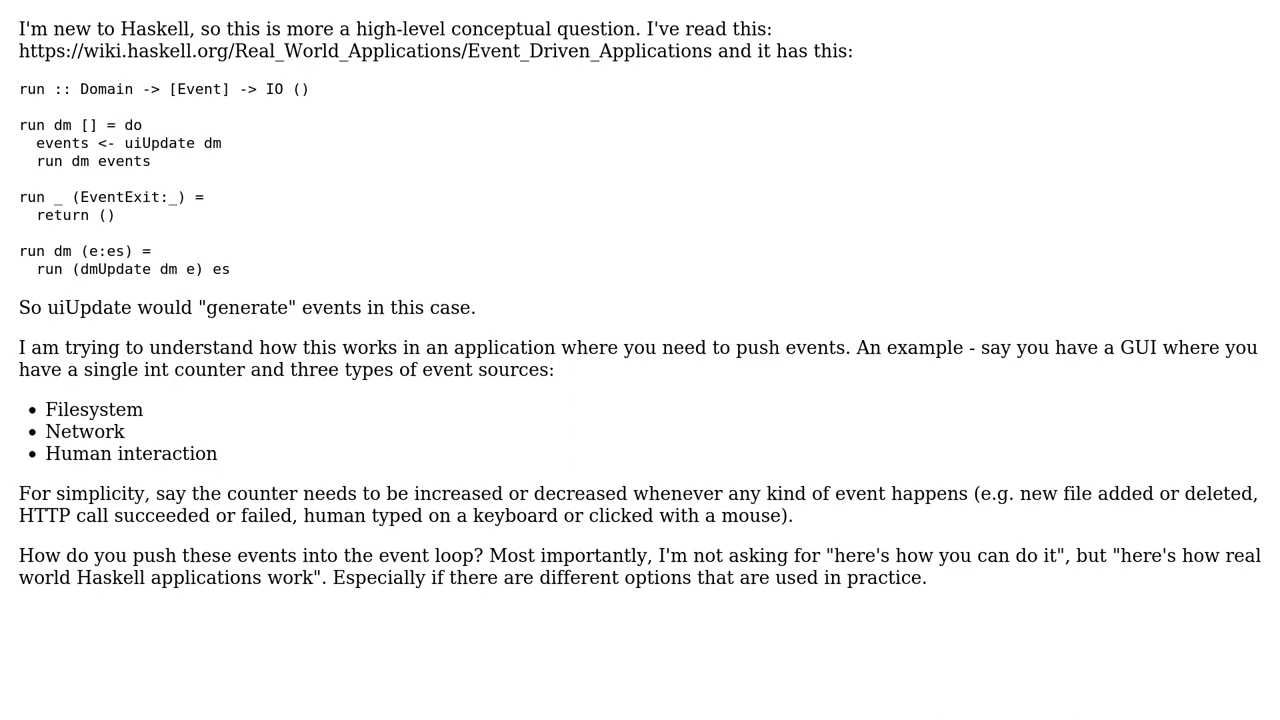 I'm new to Haskell, so this is more a high-level conceptual question. I've read this:
https://wiki.haskell.org/Real_World_Applications/Event_Driven_Applications and it has this:
run :: Domain -> [Event] -> IO ()
run dm [] = do
  events <- uiUpdate dm
  run dm events
run _ (EventExit:_) =
  return ()
run dm (e:es) =
  run (dmUpdate dm e) es
So uiUpdate would "generate" events in this case.
I am trying to understand how this works in an application where you need to push events. An example - say you have a GUI where you
have a single int counter and three types of event sources:
• Filesystem
• Network
• Human interaction
For simplicity, say the counter needs to be increased or decreased whenever any kind of event happens (e.g. new file added or deleted,
HTTP call succeeded or failed, human typed on a keyboard or clicked with a mouse).
How do you push these events into the event loop? Most importantly, I'm not asking for "here's how you can do it", but "here's how real
world Haskell applications work". Especially if there are different options that are used in practice.